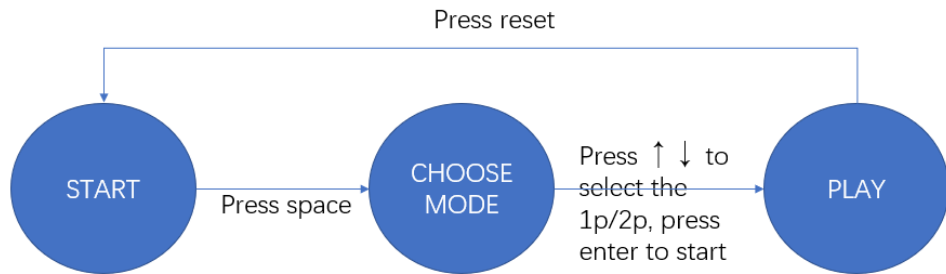 Press reset
START
Press space
CHOOSE
MODE
Press ↑ ↓ to
select the
1p/2p, press
enter to start
PLAY